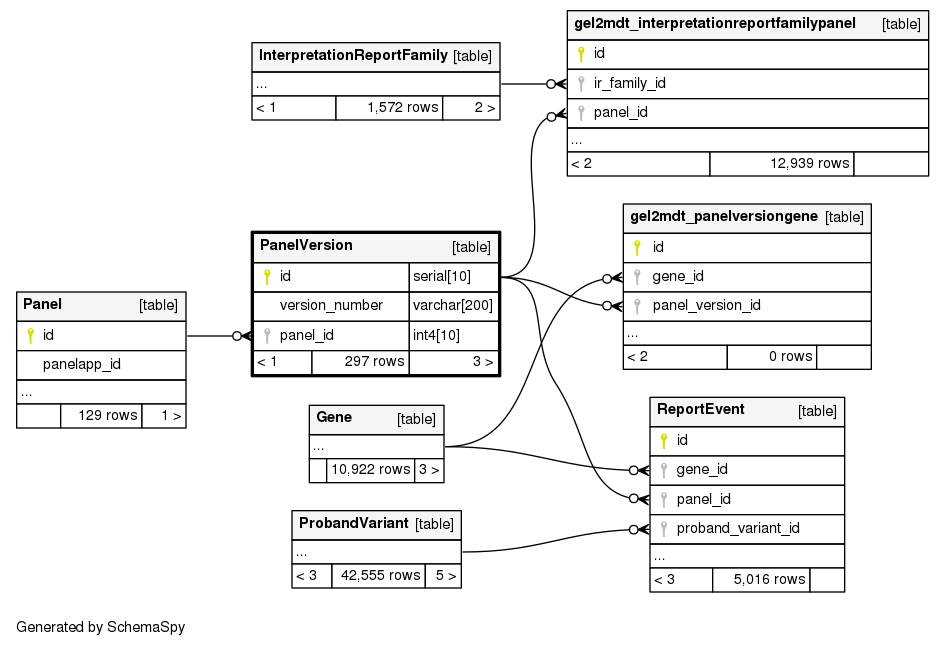 gel2mdt_interpretationreportfamilypanel [table]
id
ir_family_id
panel_id
...
< 2 12,939 rows
InterpretationReportFamily [table]
...
< 1 1,572 rows 2 >
gel2mdt_panelversiongene [table]
id
gene_id
panel_version_id
...
< 2 0 rows
PanelVersion [table]
id serial[10]
version_number varchar[200]
panel_id int4[10]
< 1 297 rows 3 >
Panel [table]
id
panelapp_id
...
129 rows 1 >
Gene [table]
...
10,922 rows 3 >
ReportEvent [table]
id
gene_id
panel_id
proband_variant_id
...
< 3 5,016 rows
ProbandVariant [table]
...
< 3 42,555 rows 5 >
Generated by SchemaSpy